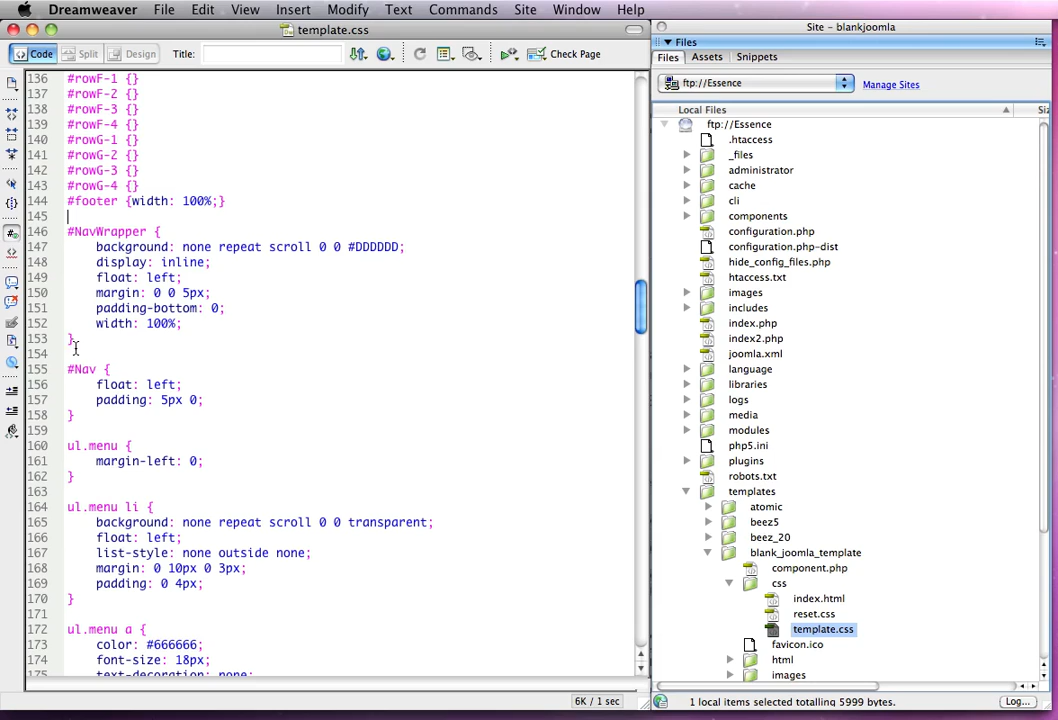 Dreamweaver File Edit View Insert Modify Text Commands Site Window Help
template.css
Site - blankjoomla
Code Split Design Title: Check Page
Files
Files Assets Snippets
ftp://Essence Manage Sites
Local Files
136 #rowF-1 {}
137 #rowF-2 {}
138 #rowF-3 {}
139 #rowF-4 {}
140 #rowG-1 {}
141 #rowG-2 {}
142 #rowG-3 {}
143 #rowG-4 {}
144 #footer {width: 100%;}
145
146 #NavWrapper {
147 background: none repeat scroll 0 0 #DDDDDD;
148 display: inline;
149 float: left;
150 margin: 0 0 5px;
151 padding-bottom: 0;
152 width: 100%;
153 }
154
155 #Nav {
156 float: left;
157 padding: 5px 0;
158 }
159
160 ul.menu {
161 margin-left: 0;
162 }
163
164 ul.menu li {
165 background: none repeat scroll 0 0 transparent;
166 float: left;
167 list-style: none outside none;
168 margin: 0 10px 0 3px;
169 padding: 0 4px;
170 }
171
172 ul.menu a {
173 color: #666666;
174 font-size: 18px;
text-decoration: none;
6K / 1 sec
ftp://Essence
.htaccess
_files
administrator
cache
cli
components
configuration.php
configuration.php-dist
hide_config_files.php
htaccess.txt
images
includes
index.php
index2.php
joomla.xml
language
libraries
logs
media
modules
php5.ini
plugins
robots.txt
templates
atomic
beez5
beez_20
blank_joomla_template
component.php
css
index.html
reset.css
template.css
favicon.ico
html
images
1 local items selected totalling 5999 bytes. Log...